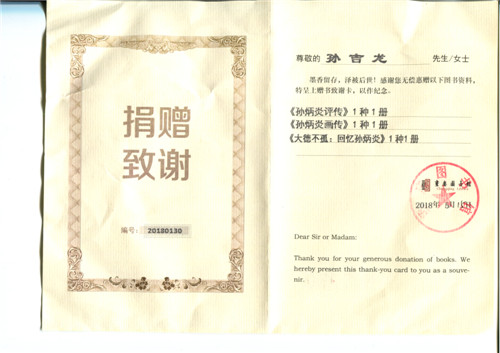 捐赠
致谢
编号: 20180130
尊敬的 孙吉龙 先生/女士
墨香留存,泽被后世!感谢您无偿惠赠以下图书资料,
特呈上赠书致谢卡,以作纪念。
《孙炳炎评传》1种1册
《孙炳炎画传》1种1册
《大德不孤:回忆孙炳炎》1种1册
2018年
Dear Sir or Madam:
Thank you for your generous donation of books. We
hereby present this thank-you card to you as a souve-
nir.